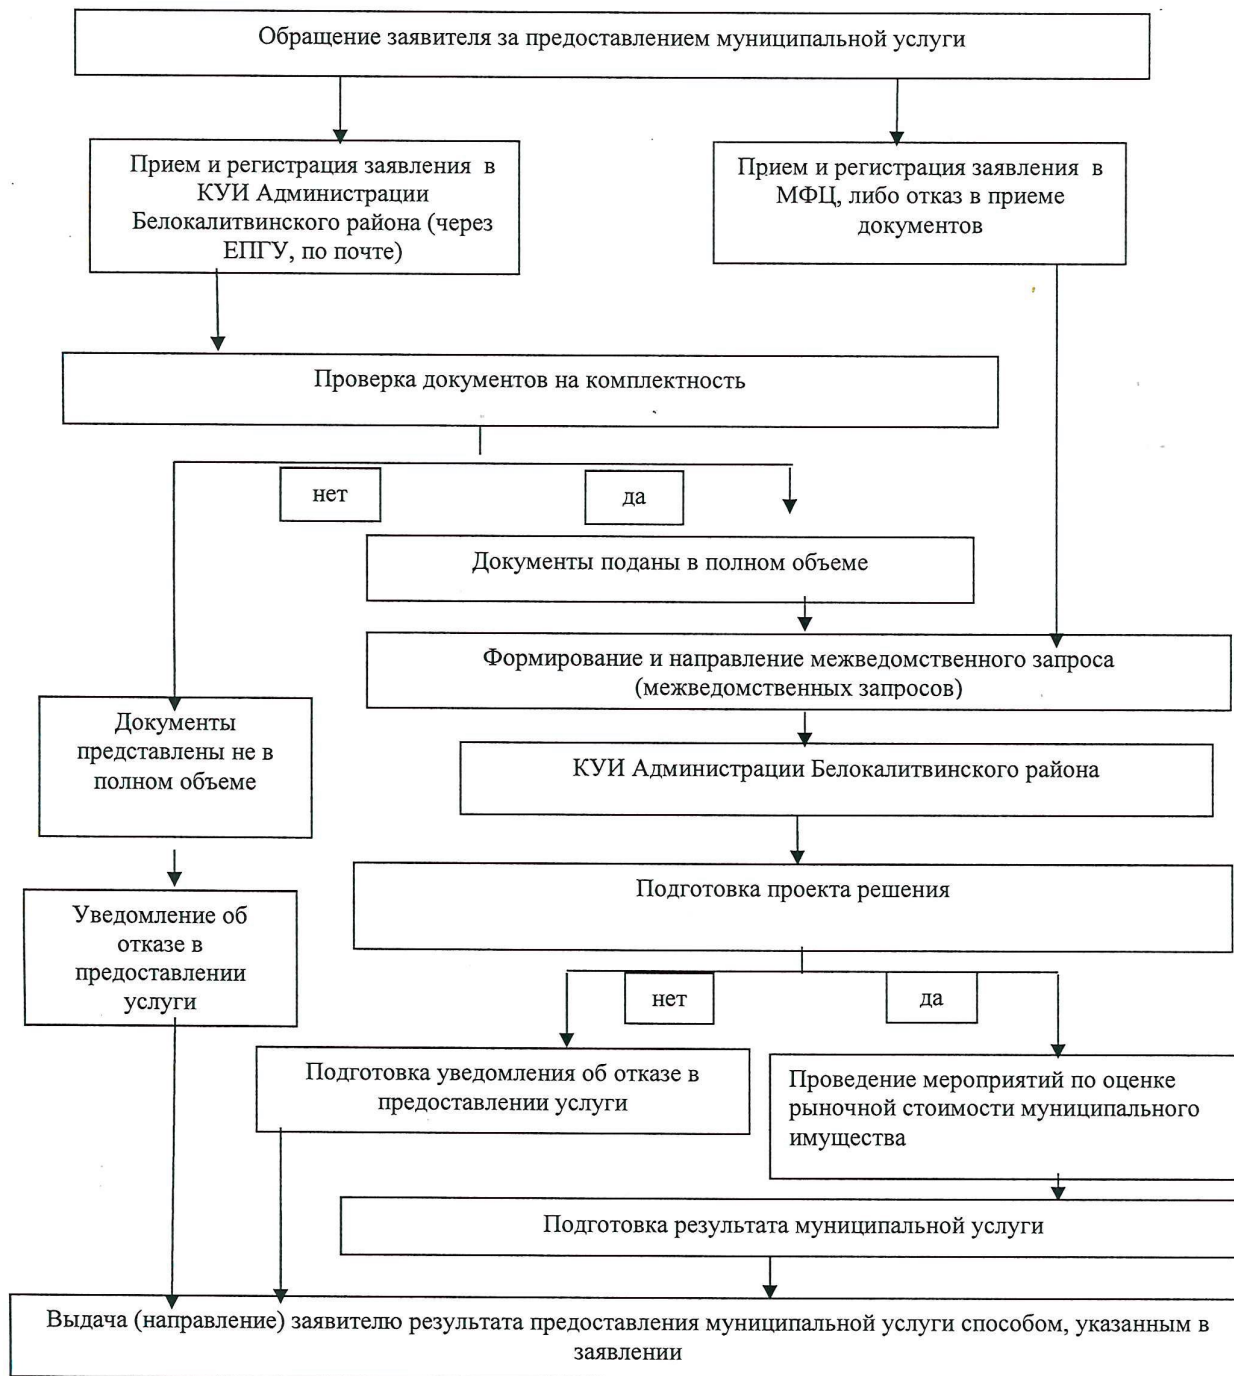 Обращение заявителя за предоставлением муниципальной услуги
Прием и регистрация заявления в
КУИ Администрации
Белокалитвинского района (через
ЕПГУ, по почте)
Прием и регистрация заявления в
МФЦ, либо отказ в приеме
документов
Проверка документов на комплектность
нет
да
Документы поданы в полном объеме
Формирование и направление межведомственного запроса
(межведомственных запросов)
Документы
представлены не в
полном объеме
КУИ Администрации Белокалитвинского района
Подготовка проекта решения
Уведомление об
отказе в
предоставлении
услуги
нет
да
Подготовка уведомления об отказе в
предоставлении услуги
Проведение мероприятий по оценке
рыночной стоимости муниципального
имущества
Подготовка результата муниципальной услуги
Выдача (направление) заявителю результата предоставления муниципальной услуги способом, указанным в
заявлении